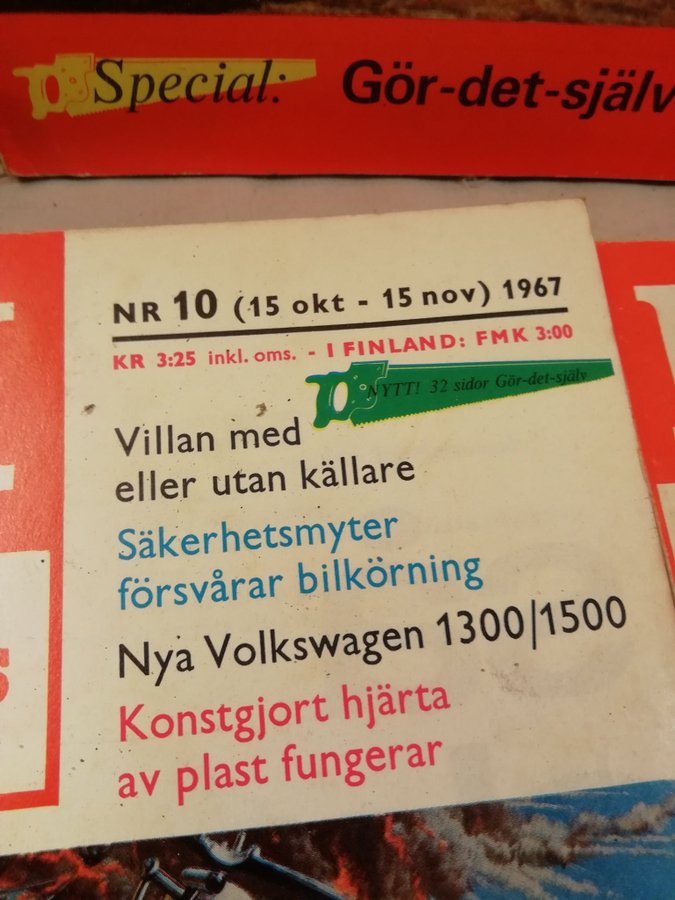 Special: Gör-det-själv
NR 10 (15 okt - 15 nov) 1967
KR 3:25 inkl. oms. - I FINLAND: FMK 3:00
NYTT! 32 sidor Gör-det-själv
Villan med
eller utan källare
Säkerhetsmyter
försvårar bilkörning
Nya Volkswagen 1300/1500
Konstgjort hjärta
av plast fungerar